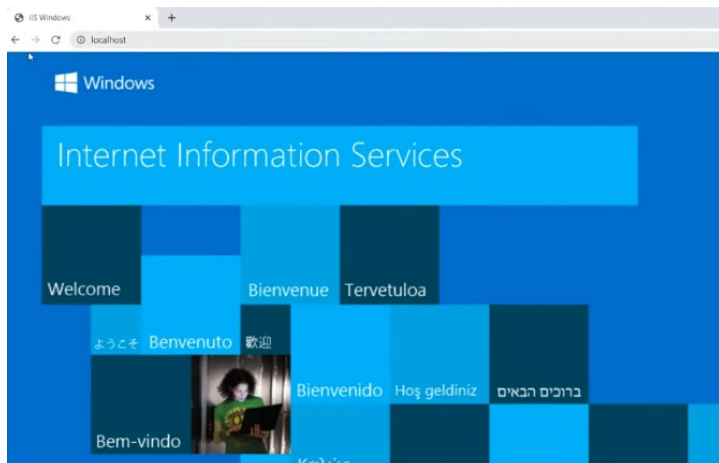 IIS Windows
localhost
Windows
Internet Information Services
Welcome
Bienvenue
Tervetuloa
ようこそ
Benvenuto
歡迎
Bienvenido
Hoş geldiniz
ברוכים הבאים
Bem-vindo